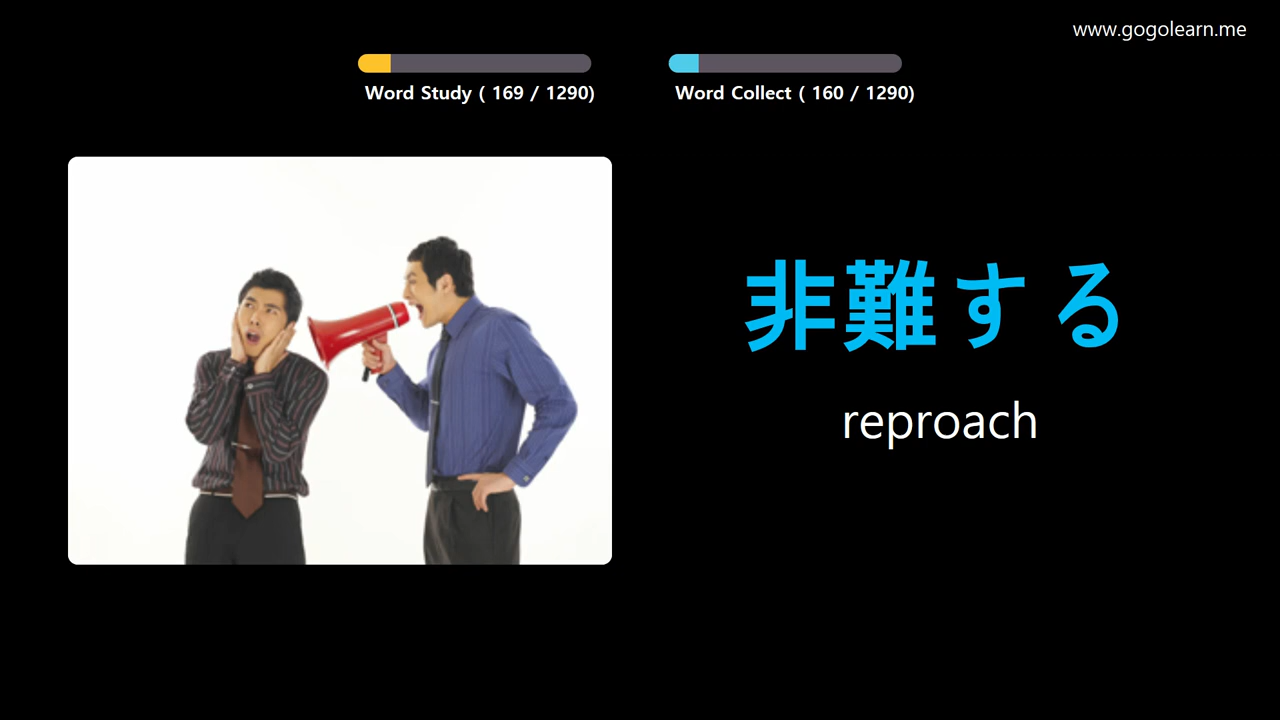 www.gogolearn.me
Word Study ( 169 / 1290)
Word Collect ( 160 / 1290)
非難する
reproach